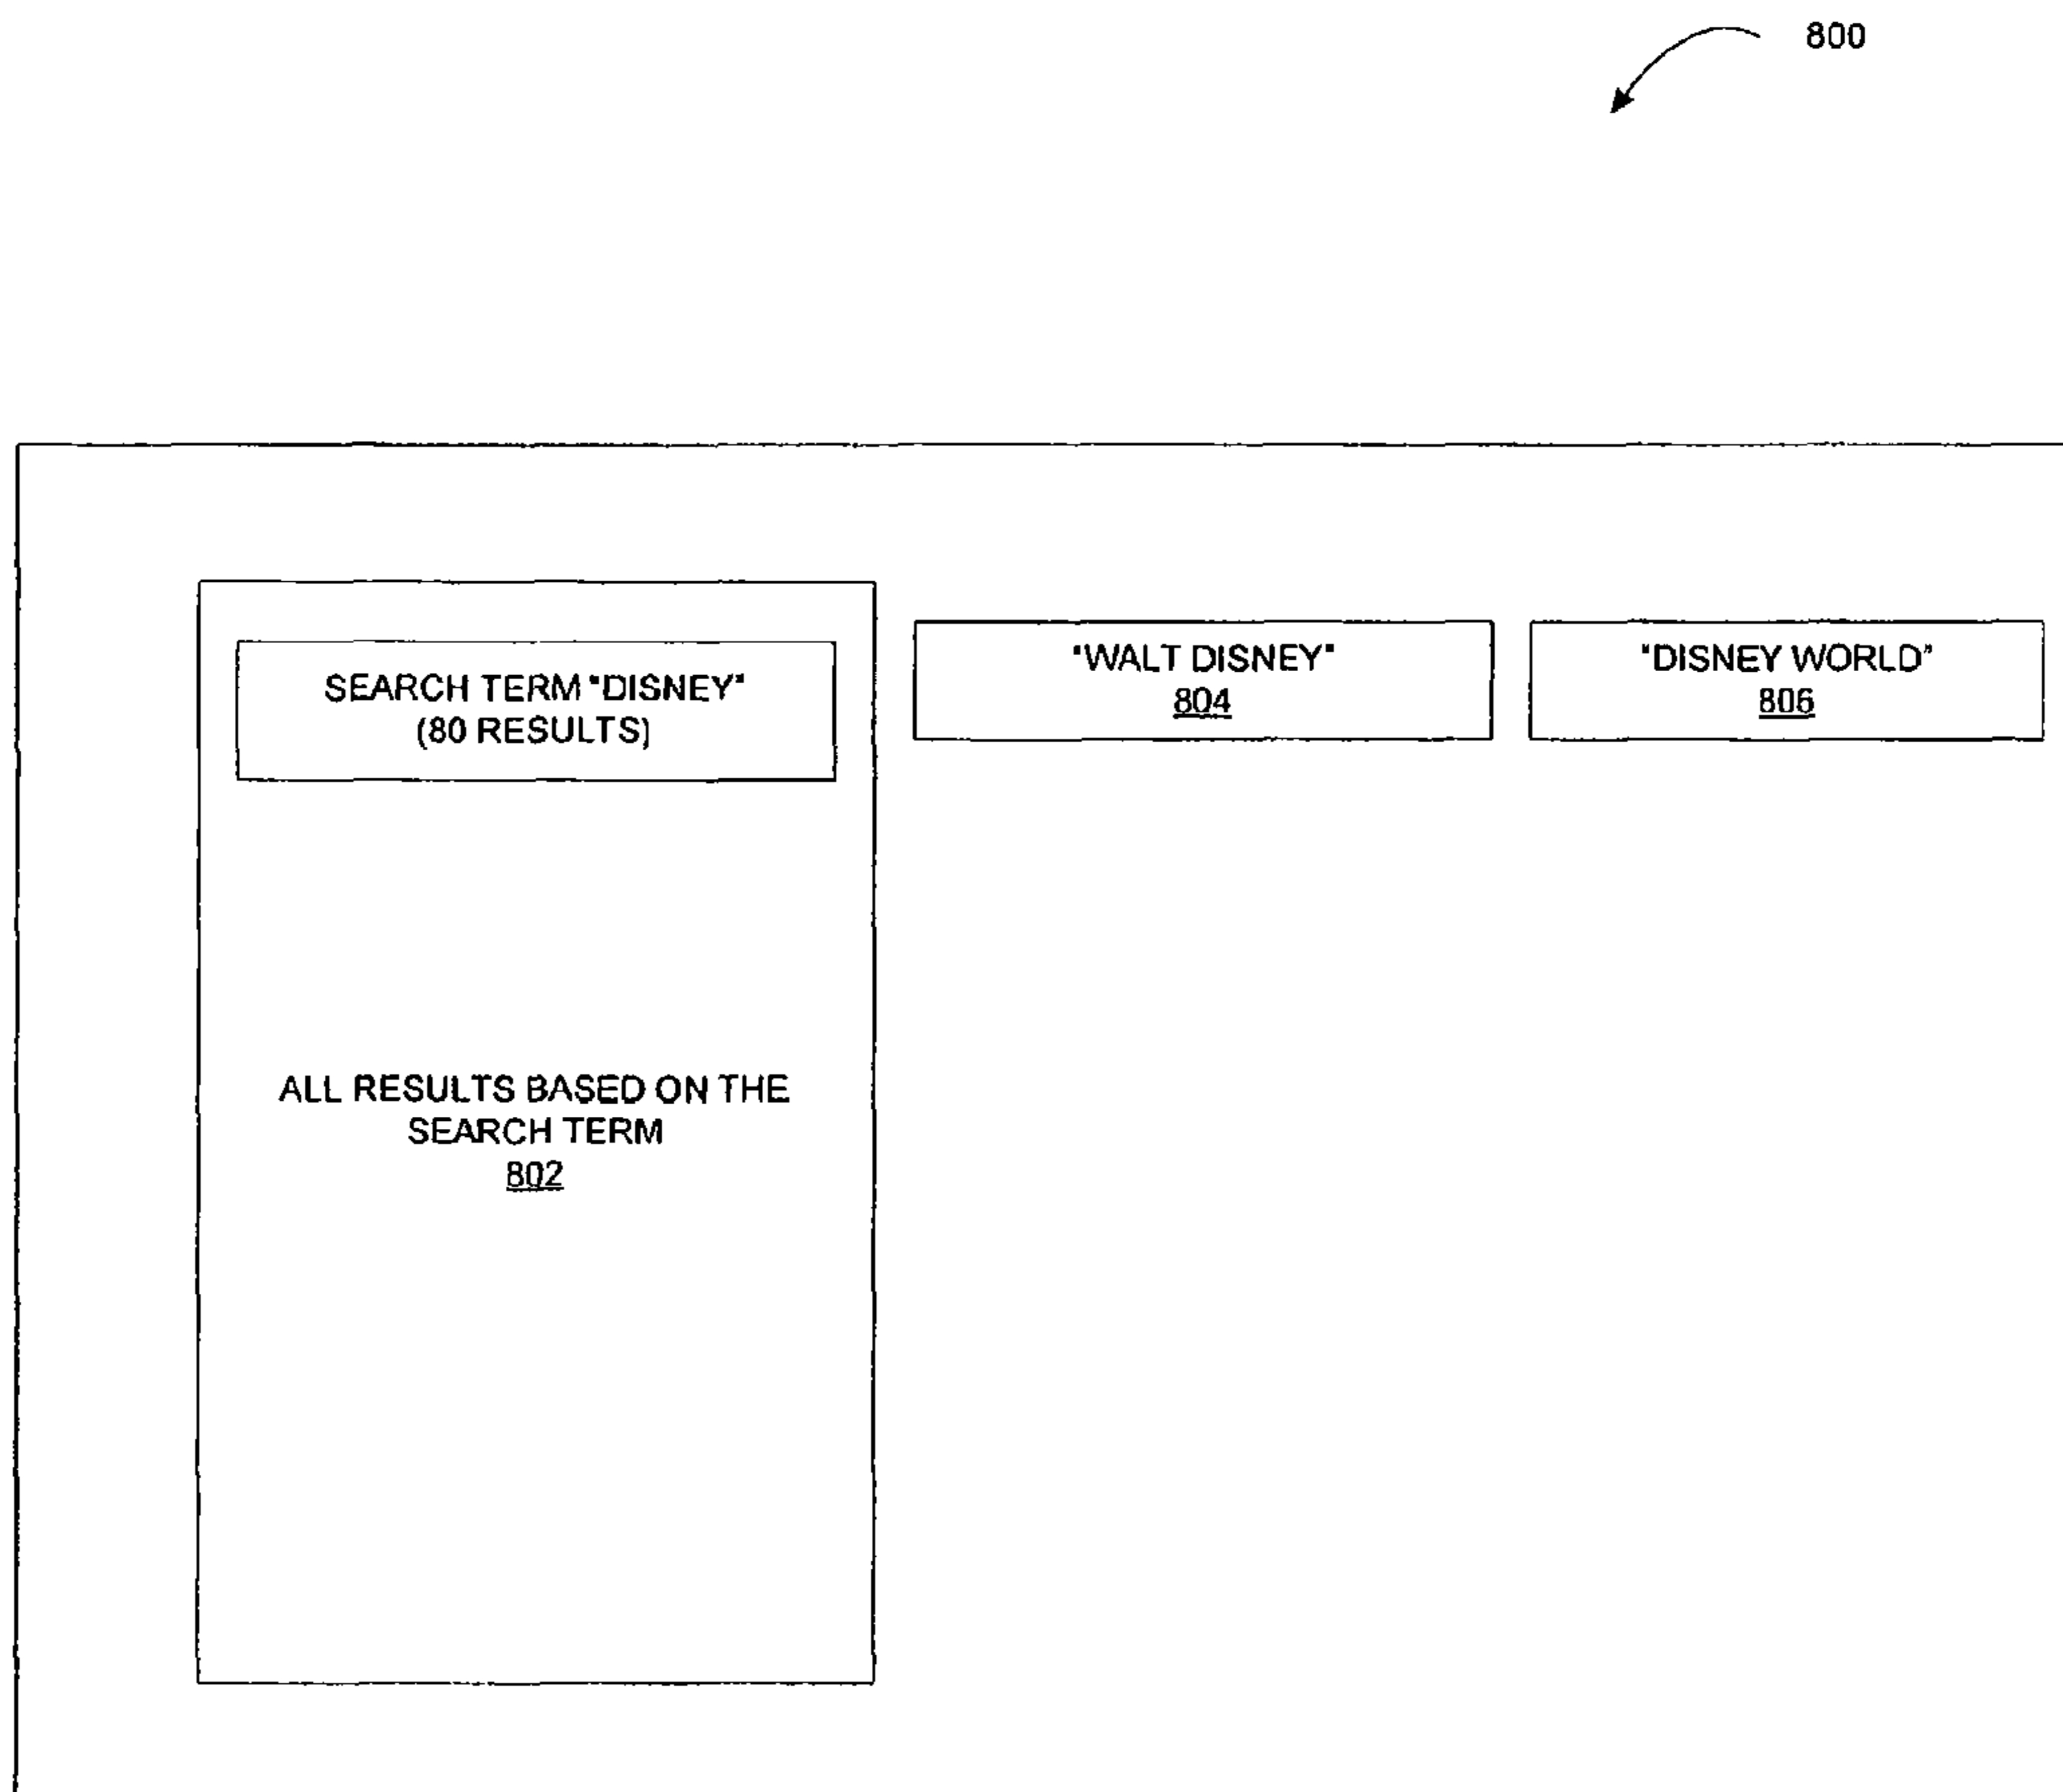 800
SEARCH TERM "DISNEY"
(80 RESULTS)
"WALT DISNEY"
804
"DISNEY WORLD"
806
ALL RESULTS BASED ON THE
SEARCH TERM
802